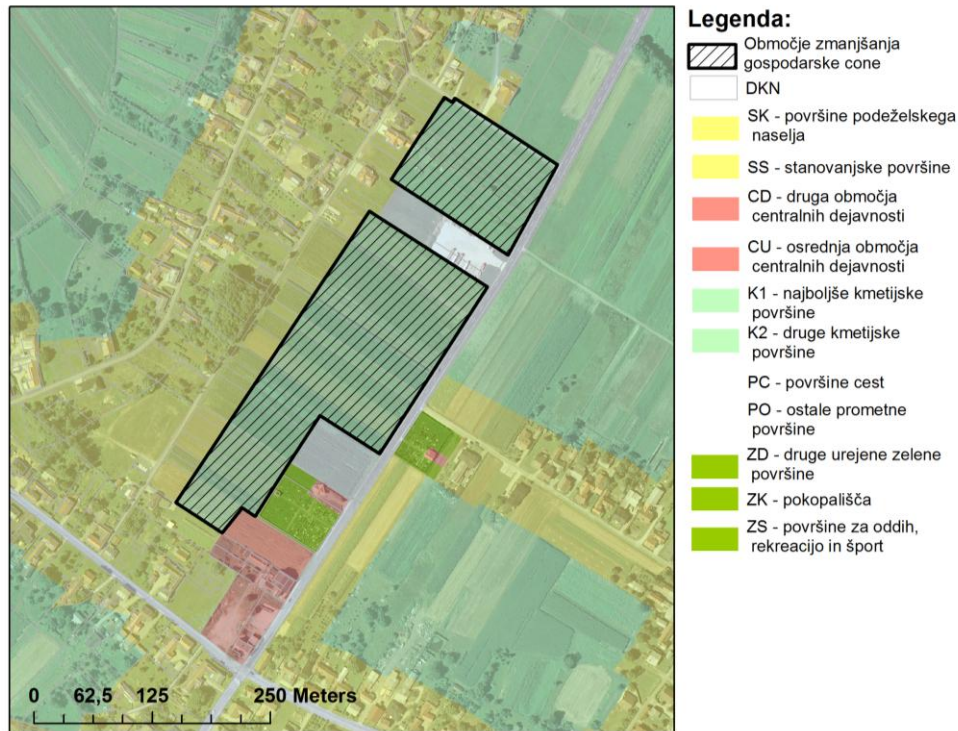 Legenda:
Območje zmanjšanja
gospodarske cone
DKN
SK - površine podeželskega
naselja
SS - stanovanjske površine
CD - druga območja
centralnih dejavnosti
CU - osrednja območja
centralnih dejavnosti
K1 - najboljše kmetijske
površine
K2 - druge kmetijske
površine
PC - površine cest
PO - ostale prometne
površine
ZD - druge urejene zelene
površine
ZK - pokopališča
ZS - površine za oddih,
rekreacijo in šport
0 62,5 125 250 Meters